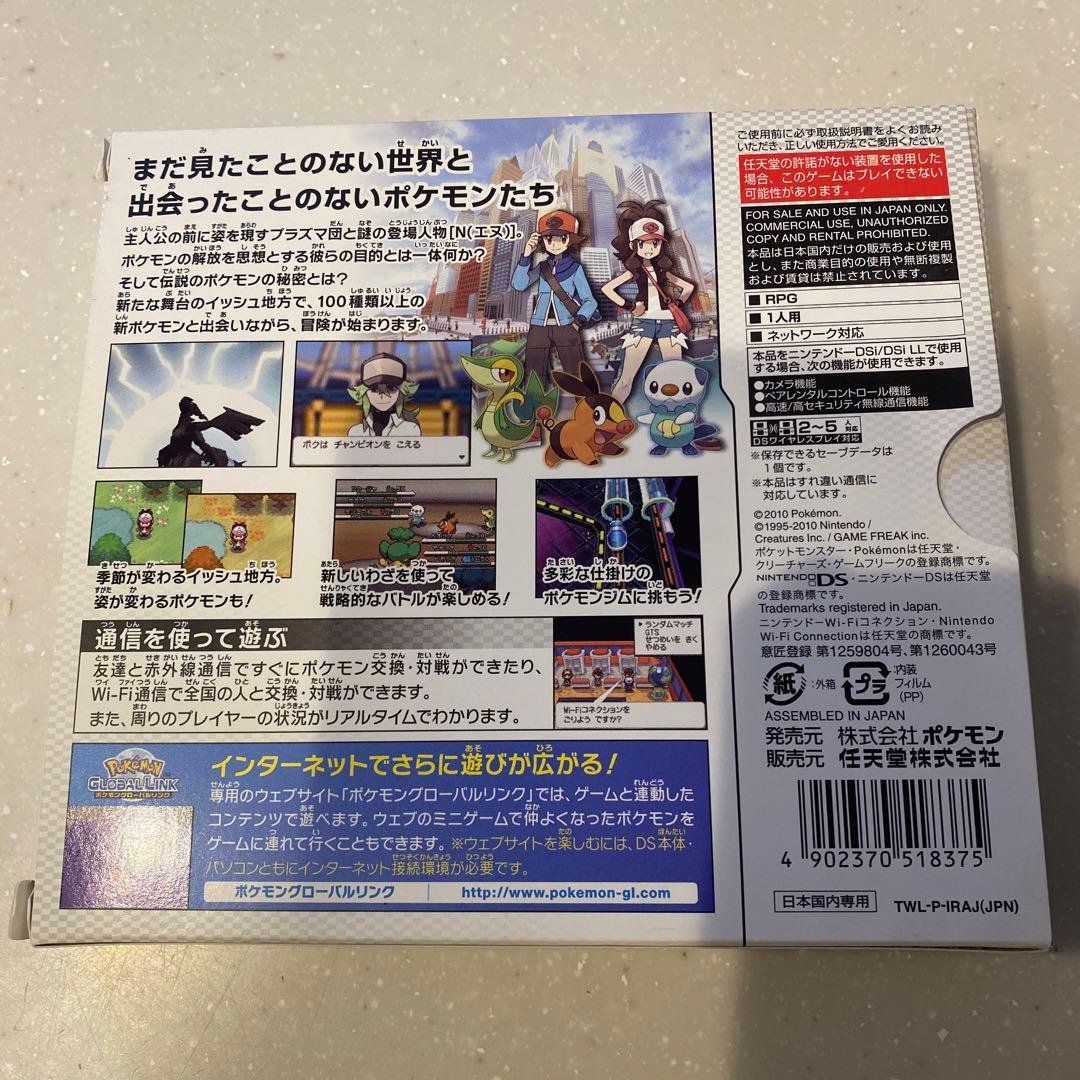 まだ見たことのない世界と
出会ったことのないポケモンたち
主人公の前に姿を現すプラズマ団と謎の登場人物[N(エヌ)]。
ポケモンの解放を思想とする彼らの目的とは一体何か?
そして伝説のポケモンの秘密とは?
新たな舞台のイッシュ地方で、100種類以上の
新ポケモンと出会いながら、冒険が始まります。
ボクは チャンピオンを こえる
季節が変わるイッシュ地方。
姿が変わるポケモンも!
新しいわざを使って
戦略的なバトルが楽しめる!
多彩な仕掛けの
ポケモンジムに挑もう!
通信を使って遊ぶ
友達と赤外線通信ですぐにポケモン交換・対戦ができたり、
Wi-Fi通信で全国の人と交換・対戦ができます。
また、周りのプレイヤーの状況がリアルタイムでわかります。
ランダムマッチ
GTS
せつめいを きく
やめる
Wi-Fiコネクションを
ごりよう ですか?
POKéMON
GLOBAL LINK
ポケモングローバルリンク
インターネットでさらに遊びが広がる!
専用のウェブサイト「ポケモングローバルリンク」では、ゲームと連動した
コンテンツで遊べます。ウェブのミニゲームで仲よくなったポケモンを
ゲームに連れて行くこともできます。※ウェブサイトを楽しむには、DS本体・
パソコンともにインターネット接続環境が必要です。
ポケモングローバルリンク
http://www.pokemon-gl.com
ご使用前に必ず取扱説明書をよくお読み
いただき、正しい使用方法でご愛用ください。
任天堂の許諾がない装置を使用した
場合、このゲームはプレイできない
可能性があります。
FOR SALE AND USE IN JAPAN ONLY.
COMMERCIAL USE, UNAUTHORIZED
COPY AND RENTAL PROHIBITED.
本品は日本国内だけの販売および使用
とし、また商業目的の使用や無断複製
および賃貸は禁止されています。
■ RPG
■ 1人用
■ ネットワーク対応
本品をニンテンドーDSi/DSi LLで使用
する場合、次の機能が使用できます。
●カメラ機能
●ペアレンタルコントロール機能
●高速/高セキュリティ無線通信機能
2~5人対応
DSワイヤレスプレイ対応
※保存できるセーブデータは
1個です。
※本品はすれ違い通信に
対応しています。
©2010 Pokémon.
©1995-2010 Nintendo /
Creatures Inc. / GAME FREAK inc.
ポケットモンスター・Pokémonは任天堂・
クリーチャーズ・ゲームフリークの登録商標です。
NINTENDO DS・ニンテンドーDSは任天堂
の登録商標です。
Trademarks registered in Japan.
ニンテンドーWi-Fiコネクション・Nintendo
Wi-Fi Connectionは任天堂の商標です。
意匠登録 第1259804号、第1260043号
紙 :外箱
プラ :内装
フィルム
(PP)
ASSEMBLED IN JAPAN
発売元 株式会社ポケモン
販売元 任天堂株式会社
4 902370 518375
日本国内専用
TWL-P-IRAJ(JPN)